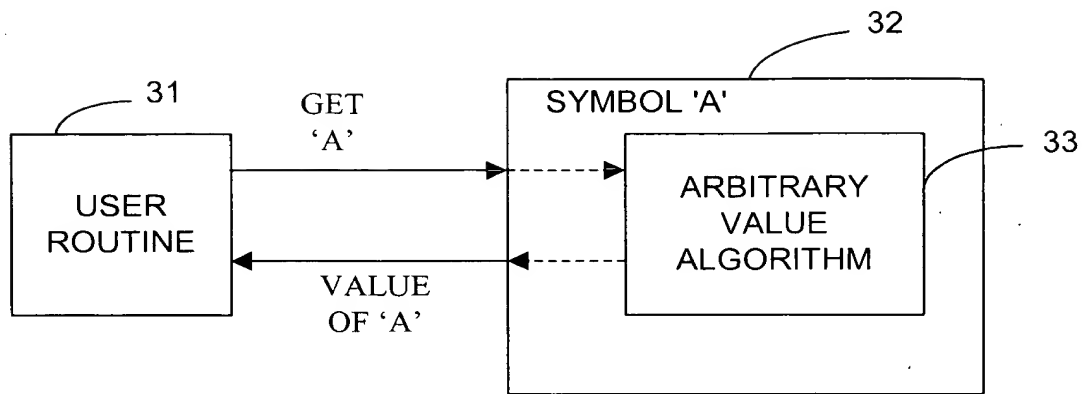 32
31
SYMBOL 'A'
GET
‘A’
33
USER
ROUTINE
ARBITRARY
VALUE
ALGORITHM
VALUE
OF ‘A’